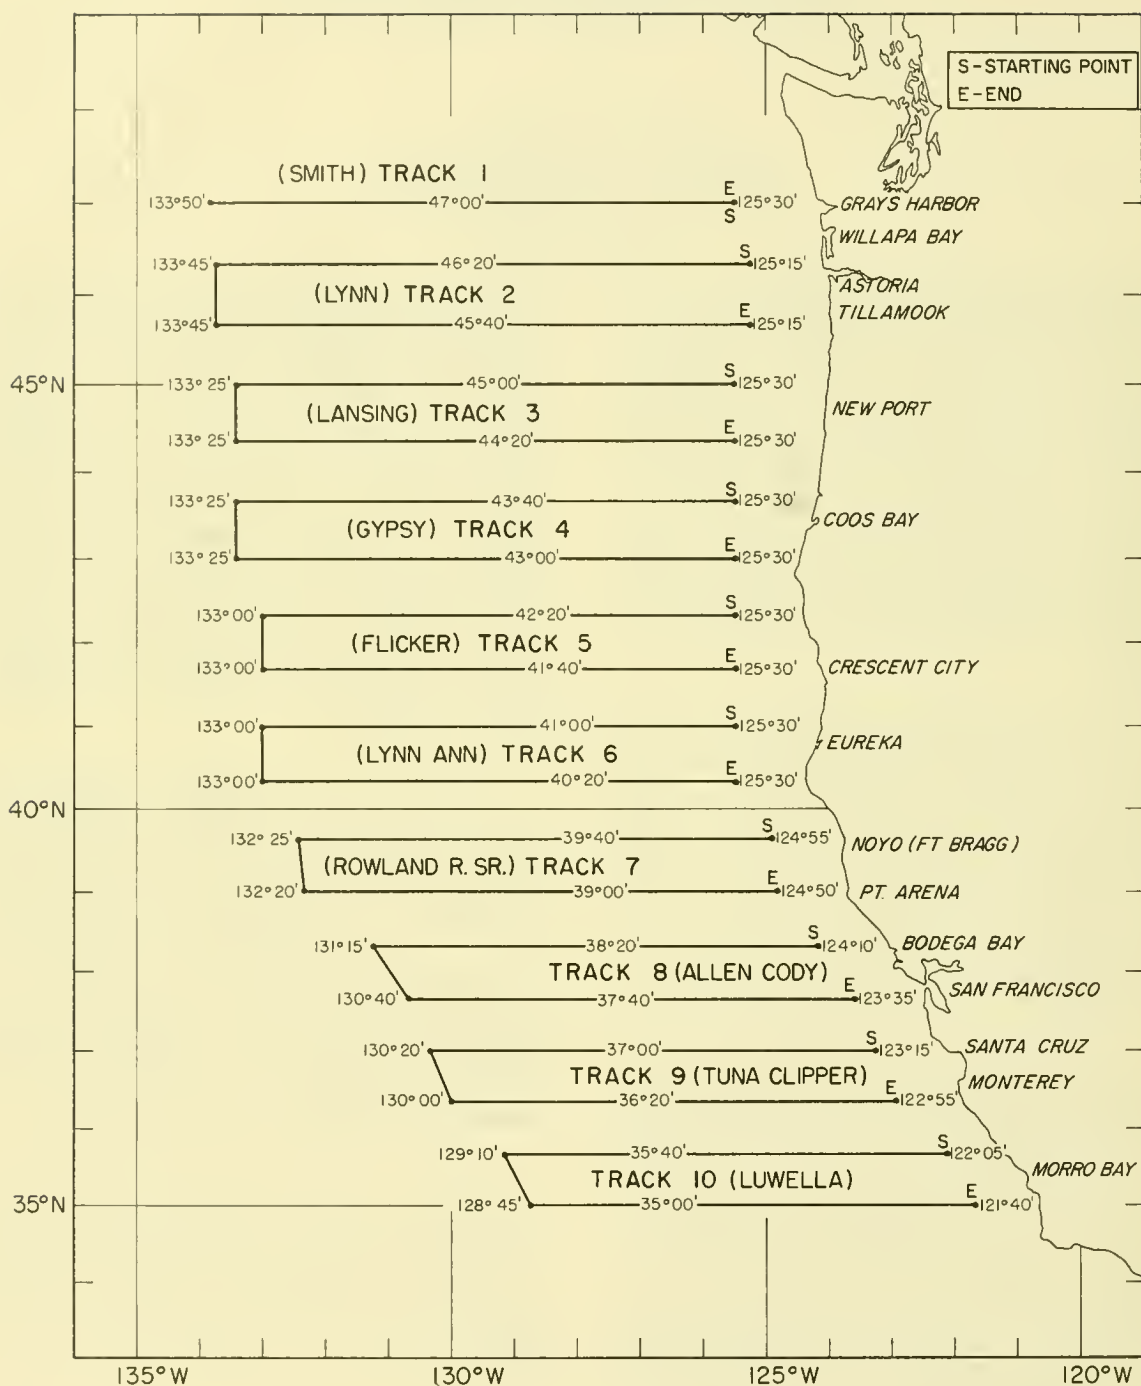 S-STARTING POINT
E-END
(SMITH) TRACK 1
E
133°50' 47°00' 125°30' GRAYS HARBOR
S
WILLAPA BAY
S
133°45' 46°20' 125°15'
ASTORIA
(LYNN) TRACK 2
TILLAMOOK
E
133°45' 45°40' 125°15'
S
45°N 133°25' 45°00' 125°30'
(LANSING) TRACK 3 NEW PORT
E
133°25' 44°20' 125°30'
S
133°25' 43°40' 125°30'
COOS BAY
(GYPSY) TRACK 4
E
133°25' 43°00' 125°30'
S
133°00' 42°20' 125°30'
(FLICKER) TRACK 5
E
133°00' 41°40' 125°30' CRESCENT CITY
S
133°00' 41°00' 125°30'
EUREKA
(LYNN ANN) TRACK 6
E
133°00' 40°20' 125°30'
40°N
S
132°25' 39°40' 124°55' NOYO (FT BRAGG)
(ROWLAND R. SR.) TRACK 7
E
132°20' 39°00' 124°50' PT. ARENA
S
131°15' 38°20' 124°10' BODEGA BAY
TRACK 8 (ALLEN CODY)
E
SAN FRANCISCO
130°40' 37°40' 123°35'
S
130°20' 37°00' 123°15' SANTA CRUZ
TRACK 9 (TUNA CLIPPER) MONTEREY
E
130°00' 36°20' 122°55'
S
129°10' 35°40' 122°05'
MORRO BAY
TRACK 10 (LUWELLA)
E
35°N 128°45' 35°00' 121°40'
135°W 130°W 125°W 120°W